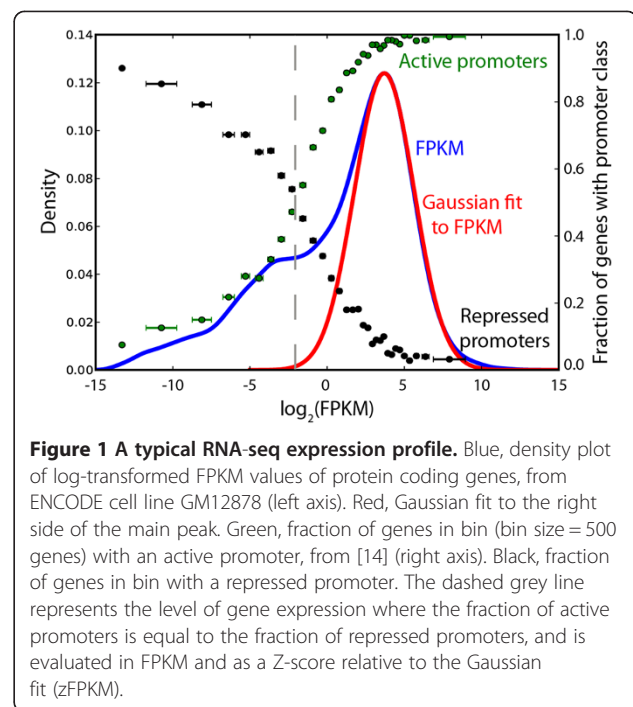 0.14
0.12
0.10
0.08
0.06
0.04
0.02
0.00
Density
-15
-10
-5
0
5
10
15
log₂(FPKM)
1.0
0.8
0.6
0.4
0.2
0.0
Fraction of genes with promoter class
Active promoters
FPKM
Gaussian fit
to FPKM
Repressed
promoters
Figure 1 A typical RNA-seq expression profile. Blue, density plot
of log-transformed FPKM values of protein coding genes, from
ENCODE cell line GM12878 (left axis). Red, Gaussian fit to the right
side of the main peak. Green, fraction of genes in bin (bin size = 500
genes) with an active promoter, from [14] (right axis). Black, fraction
of genes in bin with a repressed promoter. The dashed grey line
represents the level of gene expression where the fraction of active
promoters is equal to the fraction of repressed promoters, and is
evaluated in FPKM and as a Z-score relative to the Gaussian
fit (zFPKM).